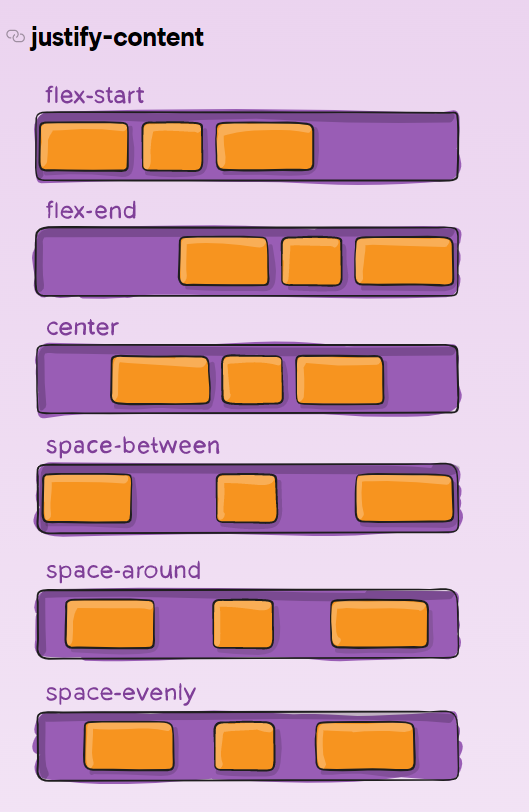 justify-content
flex-start
flex-end
center
space-between
space-around
space-evenly